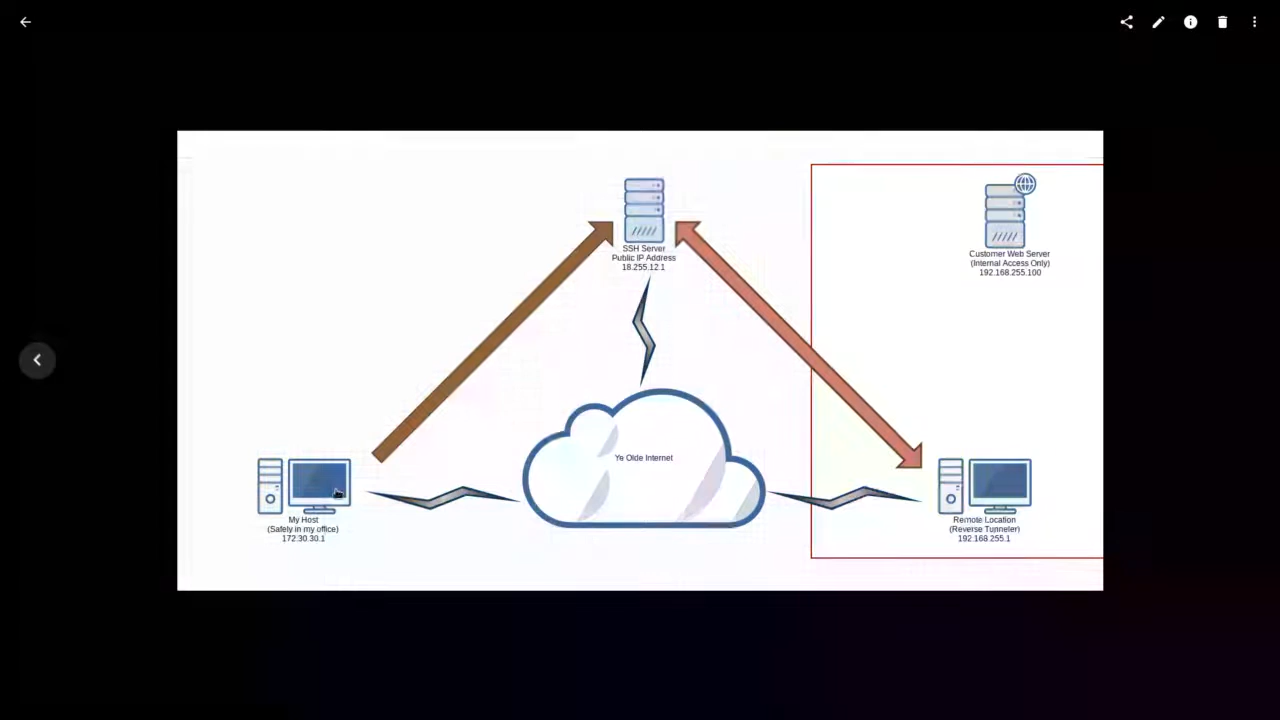 SSH Server
Public IP Address
18.255.12.1
Customer Web Server
(Internal Access Only)
192.168.255.100
Ye Olde Internet
My Host
(Safely in my office)
172.30.30.1
Remote Location
(Reverse Tunneler)
192.168.255.1